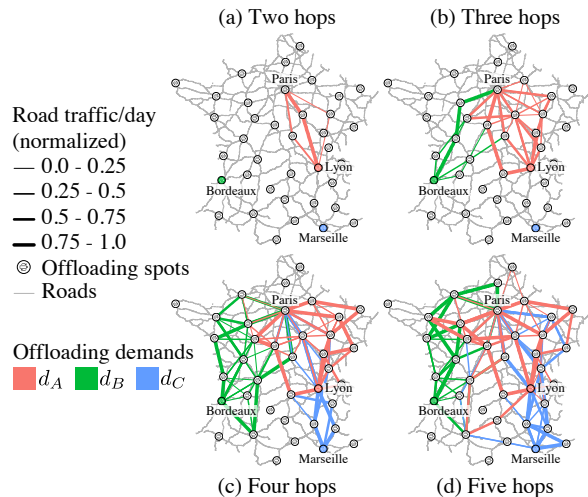 (a) Two hops
(b) Three hops
Paris
Lyon
Bordeaux
Marseille
Paris
Lyon
Bordeaux
Marseille
Road traffic/day
(normalized)
0.0 - 0.25
0.25 - 0.5
0.5 - 0.75
0.75 - 1.0
Offloading spots
Roads
Offloading demands
d_A d_B d_C
Paris
Lyon
Bordeaux
Marseille
Paris
Lyon
Bordeaux
Marseille
(c) Four hops
(d) Five hops